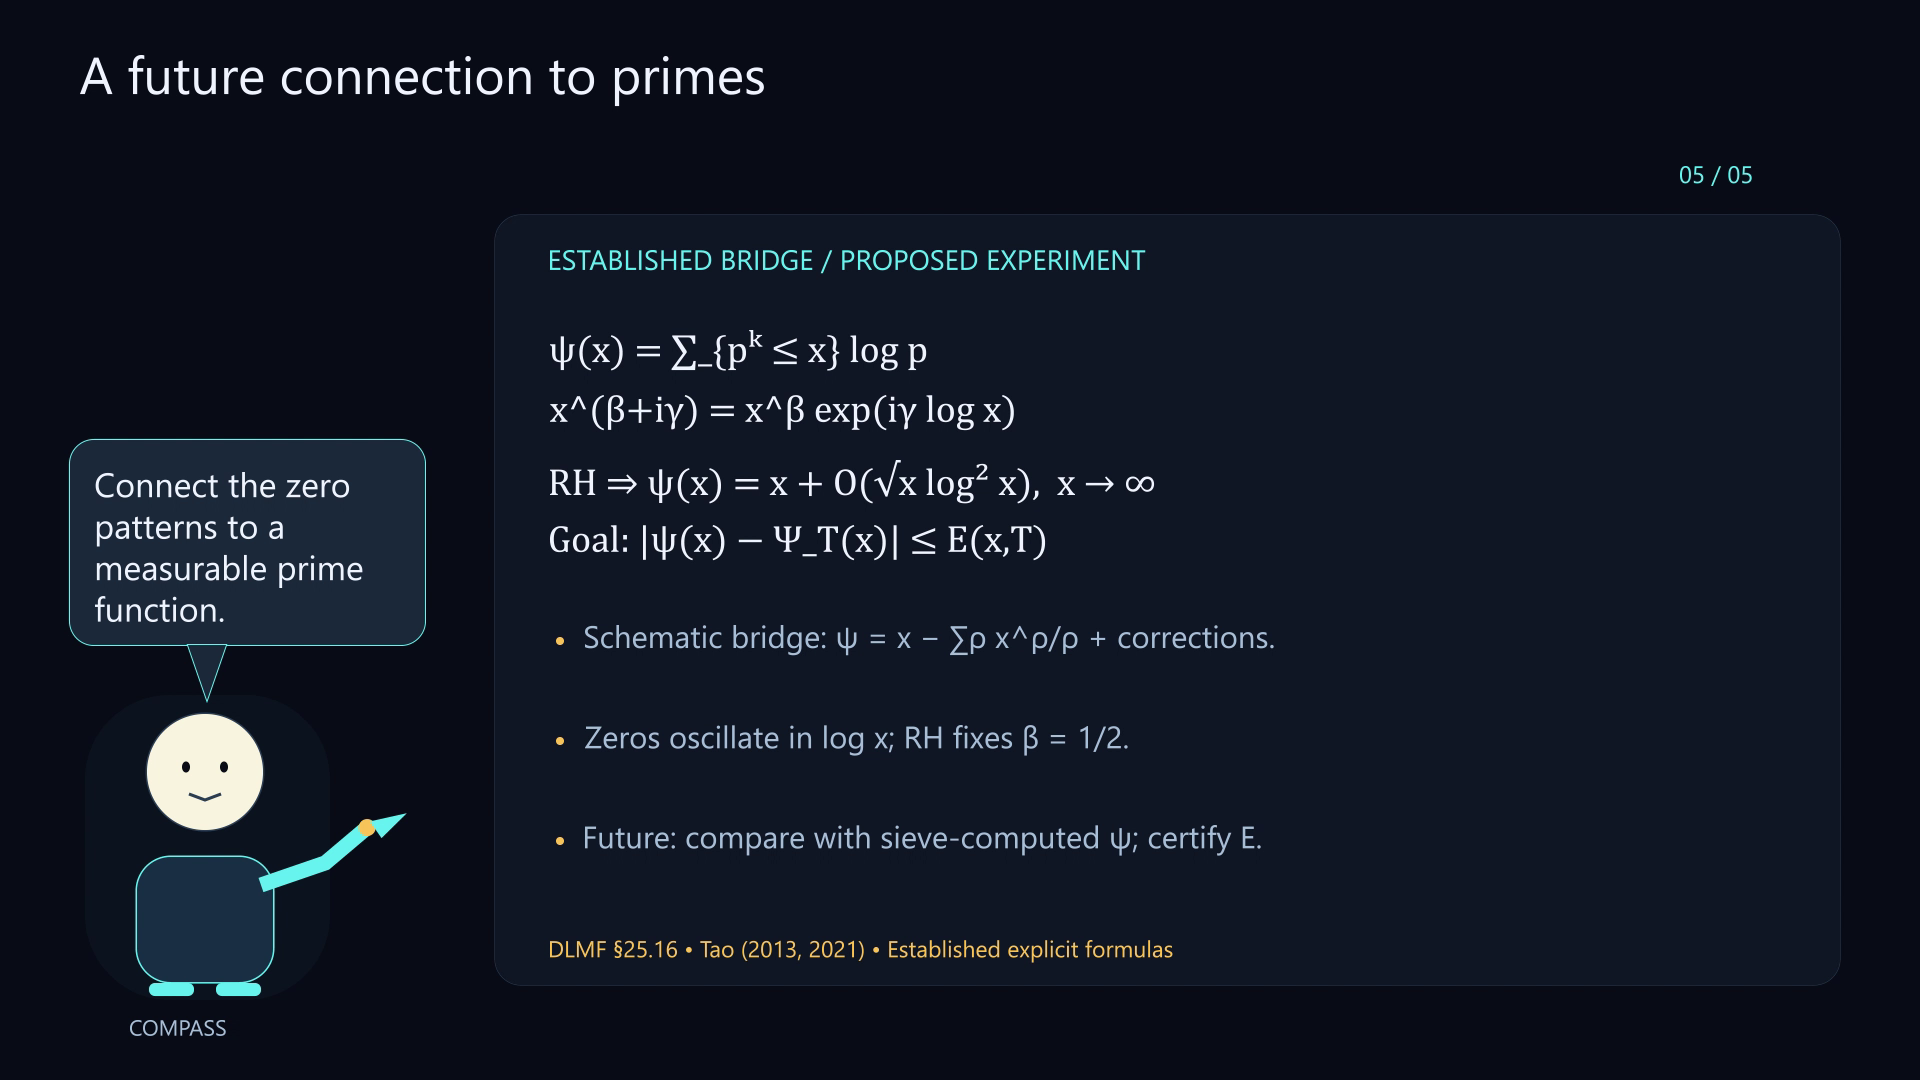 A future connection to primes
05 / 05
ESTABLISHED BRIDGE / PROPOSED EXPERIMENT
ψ(x) = ∑_{pᵏ ≤ x} log p
x^(β+iγ) = x^β exp(iγ log x)
RH ⇒ ψ(x) = x + O(√x log² x), x → ∞
Goal: |ψ(x) − Ψ_T(x)| ≤ E(x,T)
• Schematic bridge: ψ = x − ∑ρ x^ρ/ρ + corrections.
• Zeros oscillate in log x; RH fixes β = 1/2.
• Future: compare with sieve-computed ψ; certify E.
DLMF §25.16 • Tao (2013, 2021) • Established explicit formulas
Connect the zero
patterns to a
measurable prime
function.
COMPASS